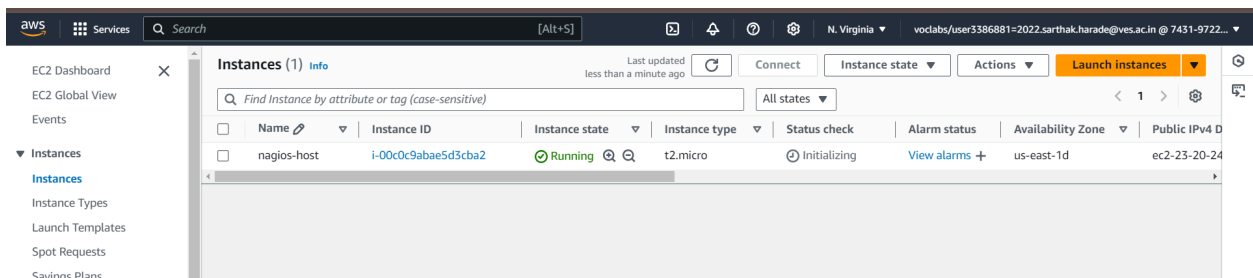 aws Services Search [Alt+S] N. Virginia voclabs/user3386881=2022.sarthak.harade@ves.ac.in @ 7431-9722...
EC2 Dashboard
EC2 Global View
Events
Instances
Instances
Instance Types
Launch Templates
Spot Requests
Savings Plans
Instances (1) Info
Last updated
less than a minute ago
Connect Instance state Actions Launch instances
Find Instance by attribute or tag (case-sensitive) All states 1
Name Instance ID Instance state Instance type Status check Alarm status Availability Zone Public IPv4 D
nagios-host i-00c0c9abae5d3cba2 Running t2.micro Initializing View alarms + us-east-1d ec2-23-20-24